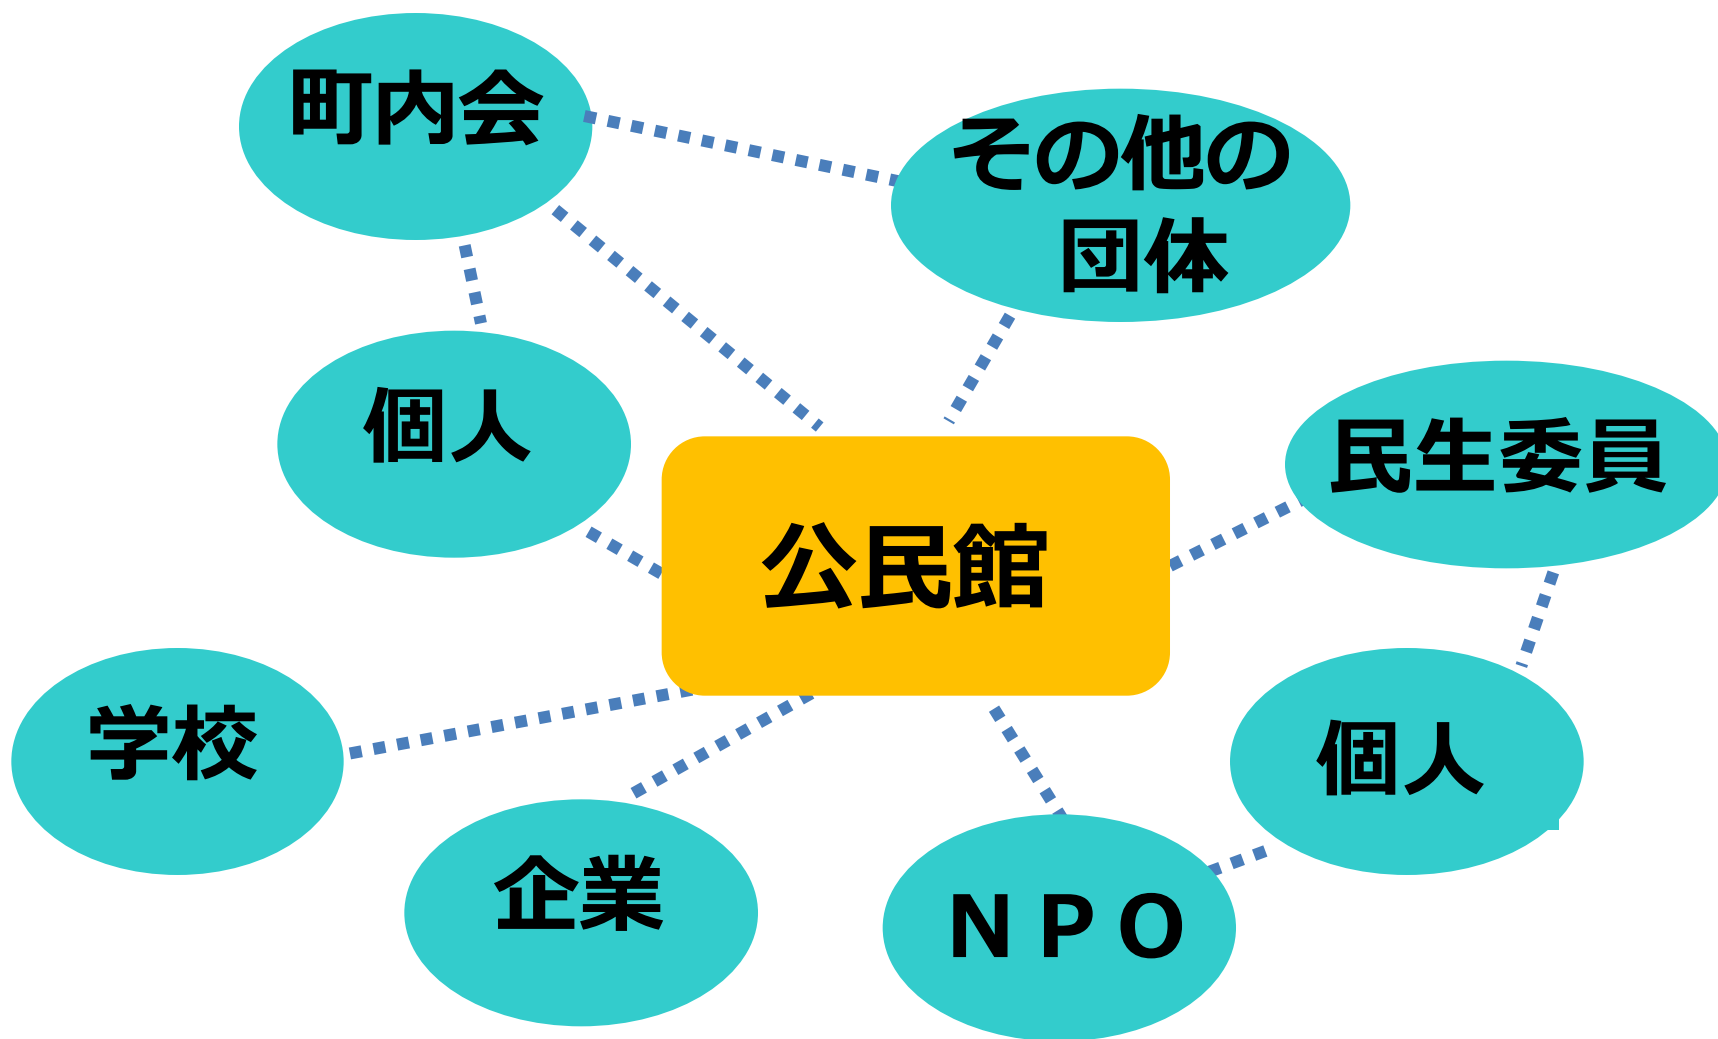 町内会
その他の
団体
個人
民生委員
公民館
学校
個人
企業
ＮＰＯ